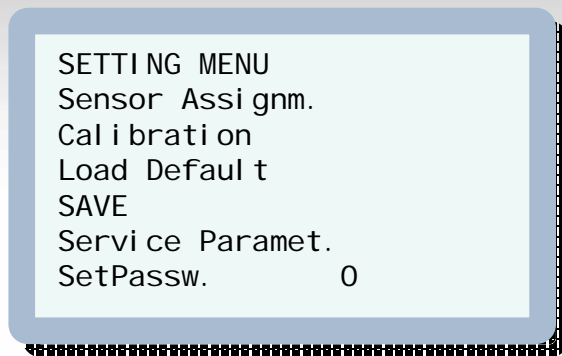 SETTING MENU
Sensor Assignm.
Calibration
Load Default
SAVE
Service Paramet.
SetPassw. 0